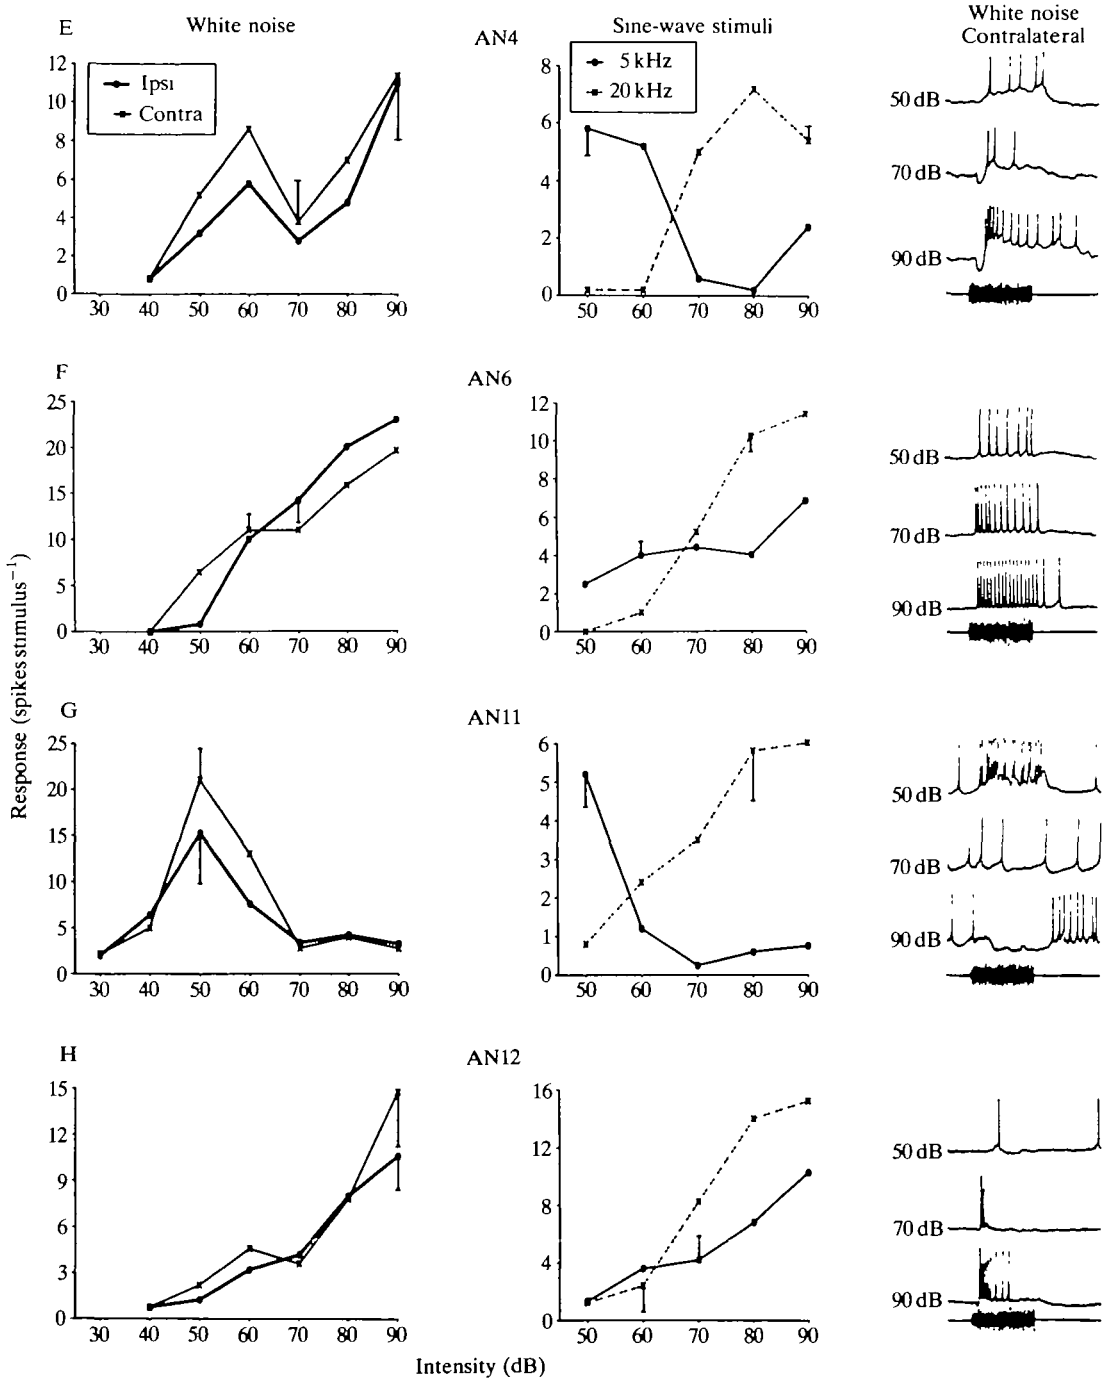 E
White noise
AN4
Sine-wave stimuli
White noise
Contralateral
Ipsi
Contra
5 kHz
20 kHz
12
10
8
6
4
2
0
30 40 50 60 70 80 90
8
6
4
2
0
50 60 70 80 90
50 dB
70 dB
90 dB
F
AN6
25
20
15
10
5
0
30 40 50 60 70 80 90
12
10
8
6
4
2
0
50 60 70 80 90
50 dB
70 dB
90 dB
Response (spikes stimulus⁻¹)
G
AN11
25
20
15
10
5
0
30 40 50 60 70 80 90
6
5
4
3
2
1
0
50 60 70 80 90
50 dB
70 dB
90 dB
H
AN12
15
12
9
6
3
0
30 40 50 60 70 80 90
16
12
8
4
0
50 60 70 80 90
50 dB
70 dB
90 dB
Intensity (dB)